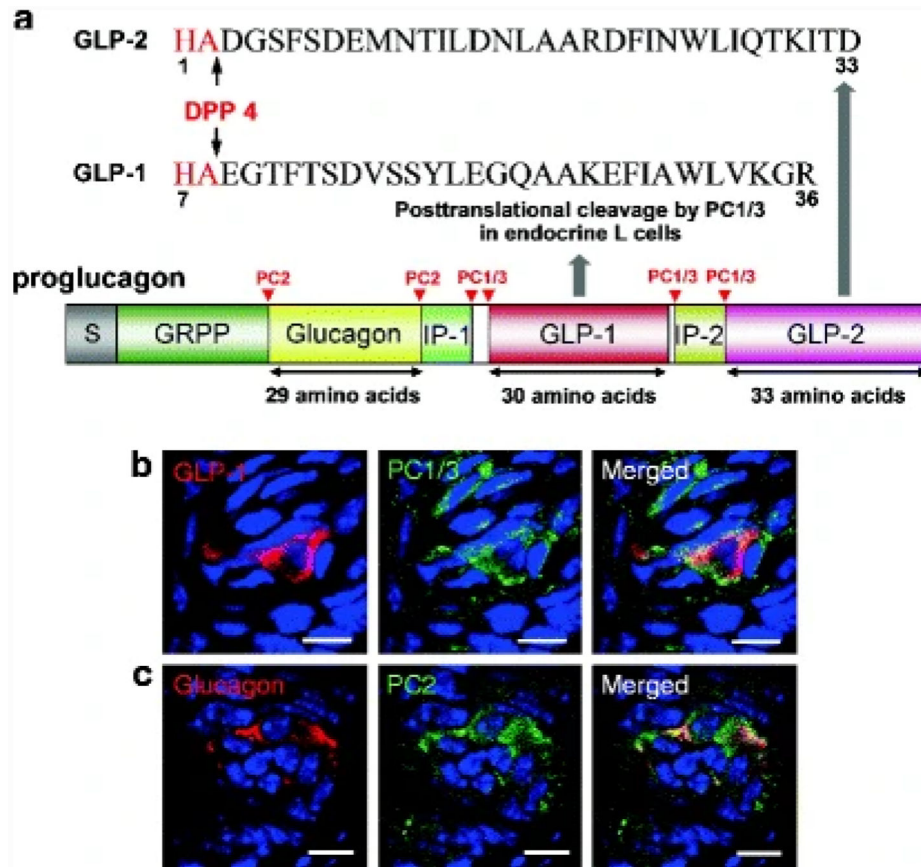 a
GLP-2 HADGSFSDEMNTILDNLAARDFINWLIQTKITD
1 33
DPP 4
GLP-1 HAEGTFTSDVSSYLEGQAAKEFIAWLVKGR
7 36
Posttranslational cleavage by PC1/3
in endocrine L cells
proglucagon PC2 PC2 PC1/3 PC1/3 PC1/3
S GRPP Glucagon IP-1 GLP-1 IP-2 GLP-2
29 amino acids 30 amino acids 33 amino acids
b GLP-1 PC1/3 Merged
c Glucagon PC2 Merged